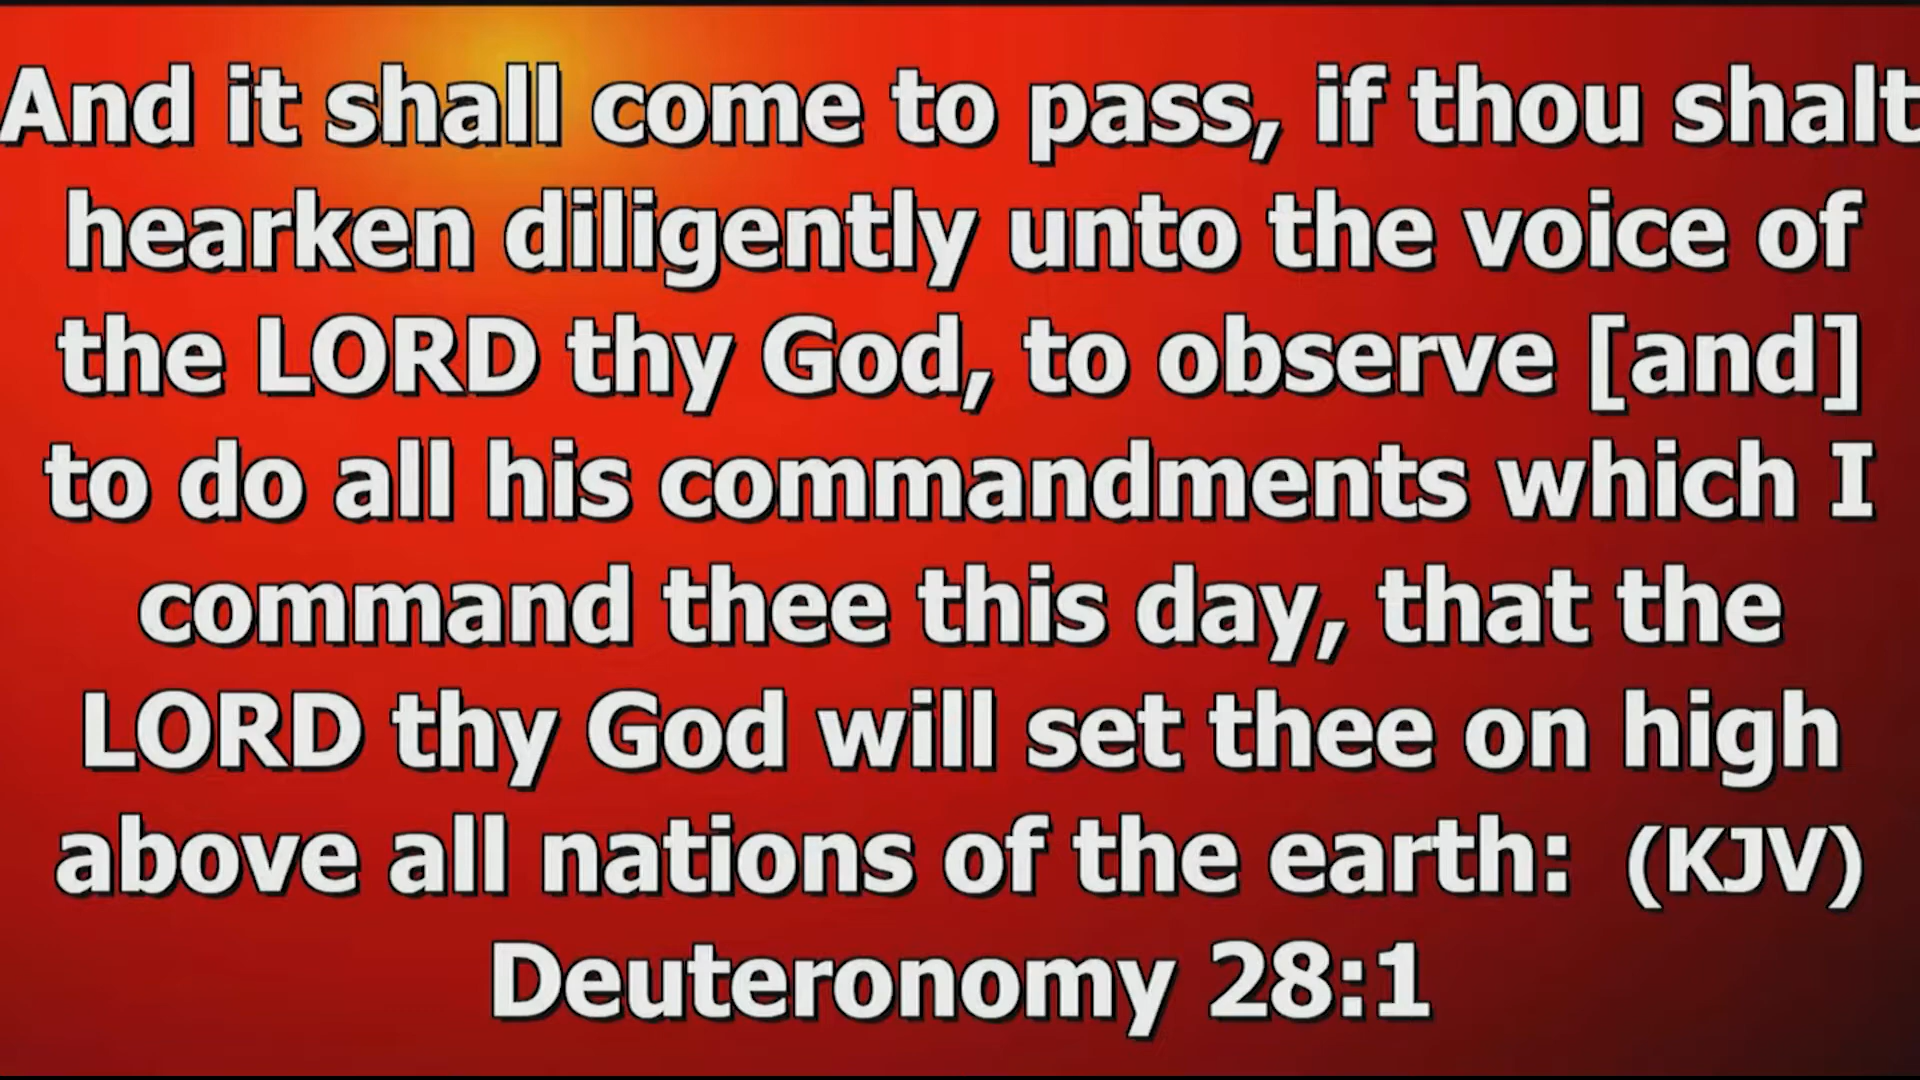 And it shall come to pass, if thou shalt
hearken diligently unto the voice of
the LORD thy God, to observe [and]
to do all his commandments which I
command thee this day, that the
LORD thy God will set thee on high
above all nations of the earth:  (KJV)
Deuteronomy 28:1